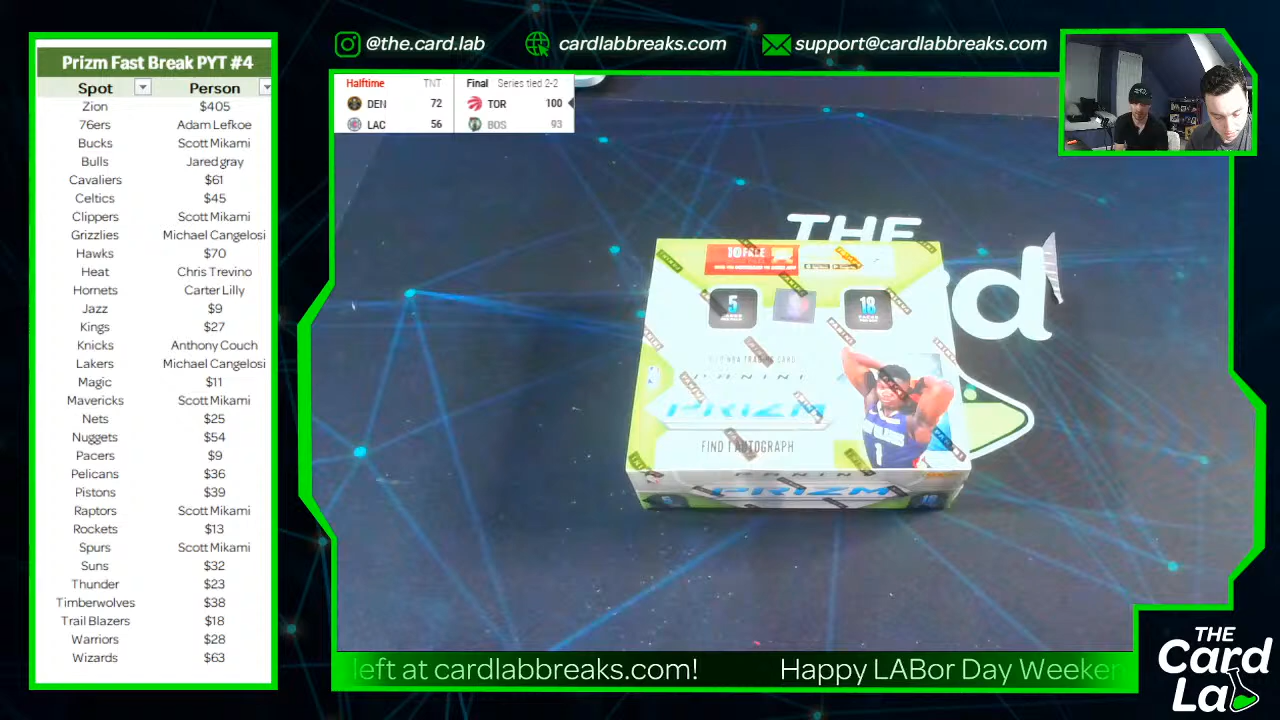 @the.card.lab
cardlabbreaks.com
support@cardlabbreaks.com
Prizm Fast Break PYT #4
Spot Person
Zion $405
76ers Adam Lefkoe
Bucks Scott Mikami
Bulls Jared gray
Cavaliers $61
Celtics $45
Clippers Scott Mikami
Grizzlies Michael Cangelosi
Hawks $70
Heat Chris Trevino
Hornets Carter Lilly
Jazz $9
Kings $27
Knicks Anthony Couch
Lakers Michael Cangelosi
Magic $11
Mavericks Scott Mikami
Nets $25
Nuggets $54
Pacers $9
Pelicans $36
Pistons $39
Raptors Scott Mikami
Rockets $13
Spurs Scott Mikami
Suns $32
Thunder $23
Timberwolves $38
Trail Blazers $18
Warriors $28
Wizards $63
Halftime TNT
DEN 72
LAC 56
Final Series tied 2-2
TOR 100
BOS 93
THE
10 FREE
5
18
PANINI
PRIZM
FIND 1 AUTOGRAPH
PANINI
PRIZM
left at cardlabbreaks.com! Happy LABor Day Weeken
THE
Card
La